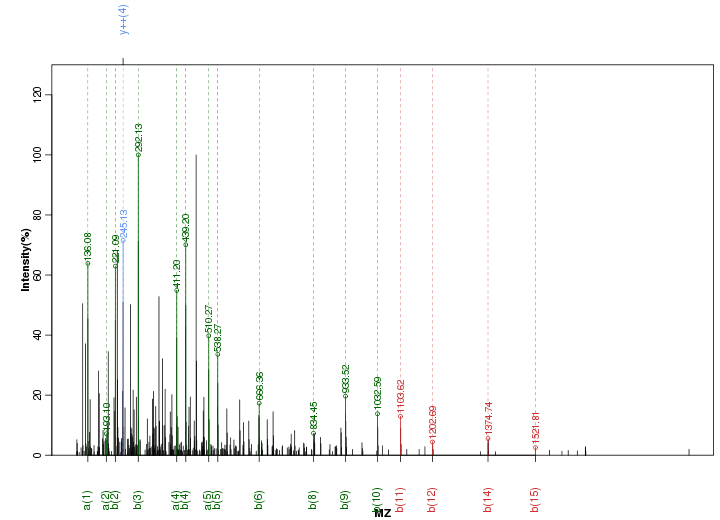 y++(4)
Intensity(%)
0
20
40
60
80
100
120
136.08
193.10
221.09
245.13
292.13
411.20
439.20
510.27
538.27
666.36
834.45
933.52
1032.59
1103.62
1202.69
1374.74
1521.81
a(1)
a(2)
b(2)
b(3)
a(4)
b(4)
a(5)
b(5)
b(6)
b(8)
b(9)
b(10)
b(11)
b(12)
b(14)
b(15)
MZ